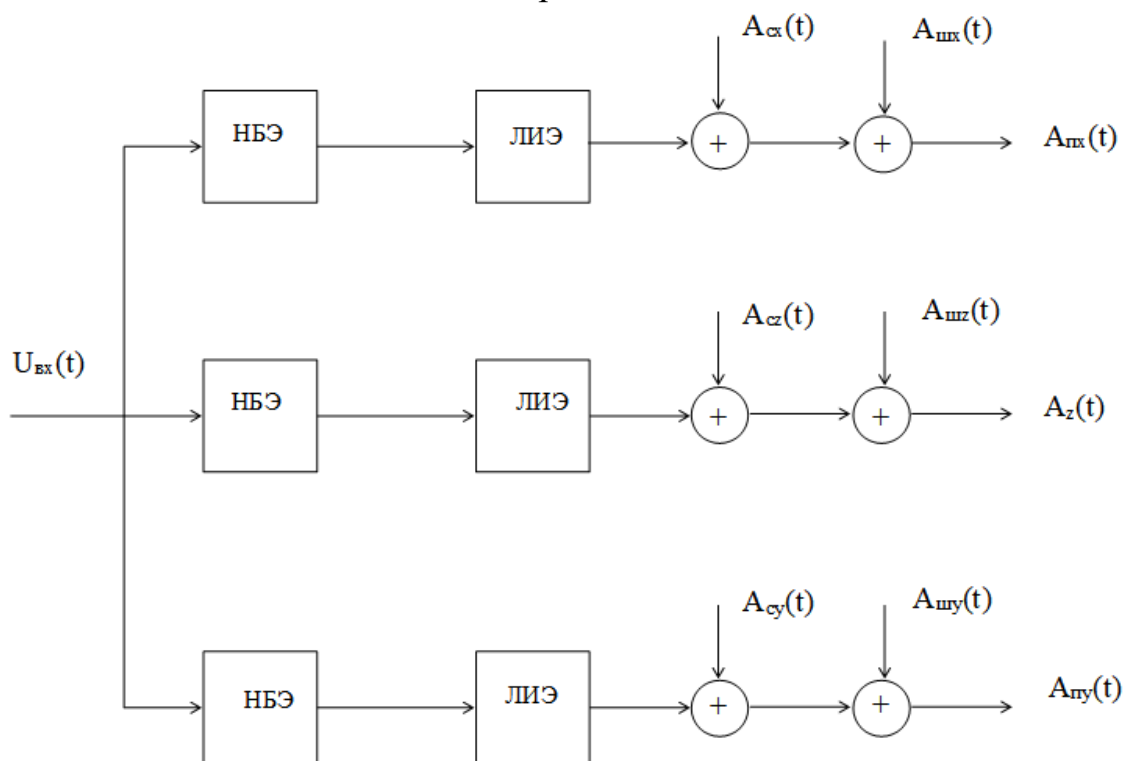 Aсх(t)
Aшх(t)
НБЭ
ЛИЭ
+
+
Aпх(t)
Aсz(t)
Aшz(t)
Uвх(t)
НБЭ
ЛИЭ
+
+
Az(t)
Aсу(t)
Aшу(t)
НБЭ
ЛИЭ
+
+
Aпу(t)